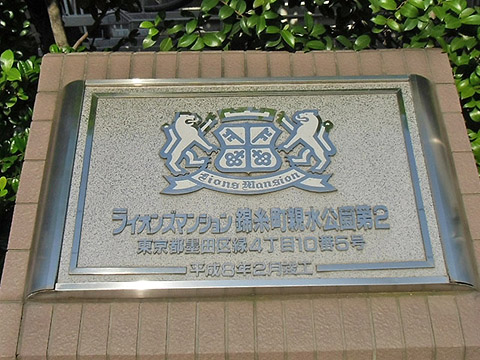 Lions Mansion
ライオンズマンション 錦糸町親水公園第2
東京都墨田区緑4丁目10番5号
平成8年2月竣工